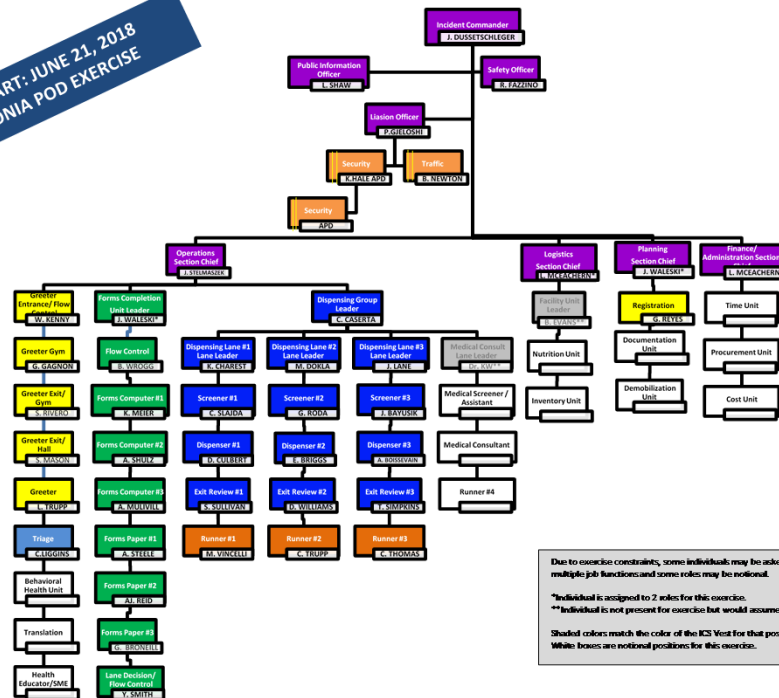 ART: JUNE 21, 2018
ONIA POD EXERCISE
Incident Commander
J. DUSSETSCHLEGER
Public Information
Officer
L. SHAW
Safety Officer
R. FAZZINO
Liasion Officer
P.GJELOSHI
Security
K.HALE APD
Traffic
B. NEWTON
Security
APD
Operations
Section Chief
J. STELMASZEK
Logistics
Section Chief
L. MCEACHERN*
Planning
Section Chief
J. WALESKI*
Finance/
Administration Section
L. MCEACHERN
Greeter
Entrance/ Flow
Control
W. KENNY
Forms Completion
Unit Leader
J. WALESKI*
Dispensing Group
Leader
C. CASERTA
Facility Unit
Leader
B. EVANS**
Registration
G. REYES
Time Unit
Greeter Gym
G. GAGNON
Flow Control
B. WROGG
Dispensing Lane #1
Lane Leader
K. CHAREST
Dispensing Lane #2
Lane Leader
M. DOKLA
Dispensing Lane #3
Lane Leader
J. LANE
Medical Consult
Lane Leader
Dr. KW**
Nutrition Unit
Documentation
Unit
Procurement Unit
Greeter Exit/
Gym
S. RIVERO
Forms Computer #1
K. MEIER
Screener #1
C. SLAJDA
Screener #2
G. RODA
Screener #3
J. BAYUSIK
Medical Screener /
Assistant
Inventory Unit
Demobilization
Unit
Cost Unit
Greeter Exit/
Hall
S. MASON
Forms Computer #2
A. SHULZ
Dispenser #1
D. CULBERT
Dispenser #2
E. BRIGGS
Dispenser #3
A. BOISSEVAIN
Medical Consultant
Greeter
L. TRUPP
Forms Computer #3
A. MULIVILL
Exit Review #1
S. SULLIVAN
Exit Review #2
D. WILLIAMS
Exit Review #3
T. SIMPKINS
Runner #4
Triage
C.LIGGINS
Forms Paper #1
A. STEELE
Runner #1
M. VINCELLI
Runner #2
C. TRUPP
Runner #3
C. THOMAS
Behavioral
Health Unit
Forms Paper #2
AJ. REID
Translation
Forms Paper #3
G. BRONEILL
Health
Educator/SME
Lane Decision/
Flow Control
Y. SMITH
Due to exercise constraints, some individuals may be aske
multiple job functions and some roles may be notional.
*Individual is assigned to 2 roles for this exercise.
**Individual is not present for exercise but would assume
Shaded colors match the color of the ICS Vest for that pos
White boxes are notional positions for this exercise.